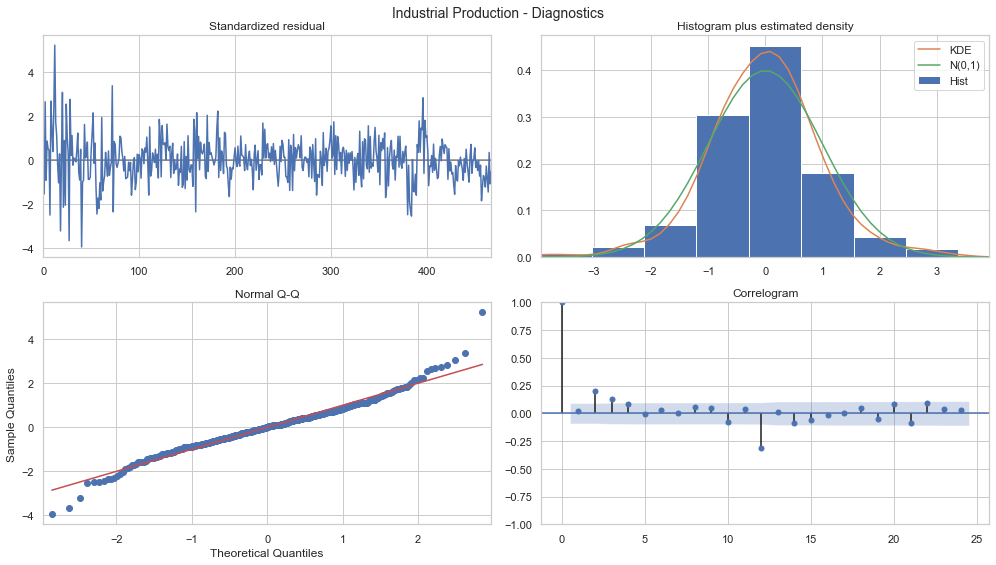 Industrial Production - Diagnostics
Standardized residual
4
2
0
−2
−4
0 100 200 300 400
Histogram plus estimated density
KDE
N(0,1)
Hist
0.4
0.3
0.2
0.1
0.0
−3 −2 −1 0 1 2 3
Normal Q-Q
Sample Quantiles
4
2
0
−2
−4
−2 −1 0 1 2
Theoretical Quantiles
Correlogram
1.00
0.75
0.50
0.25
0.00
−0.25
−0.50
−0.75
−1.00
0 5 10 15 20 25